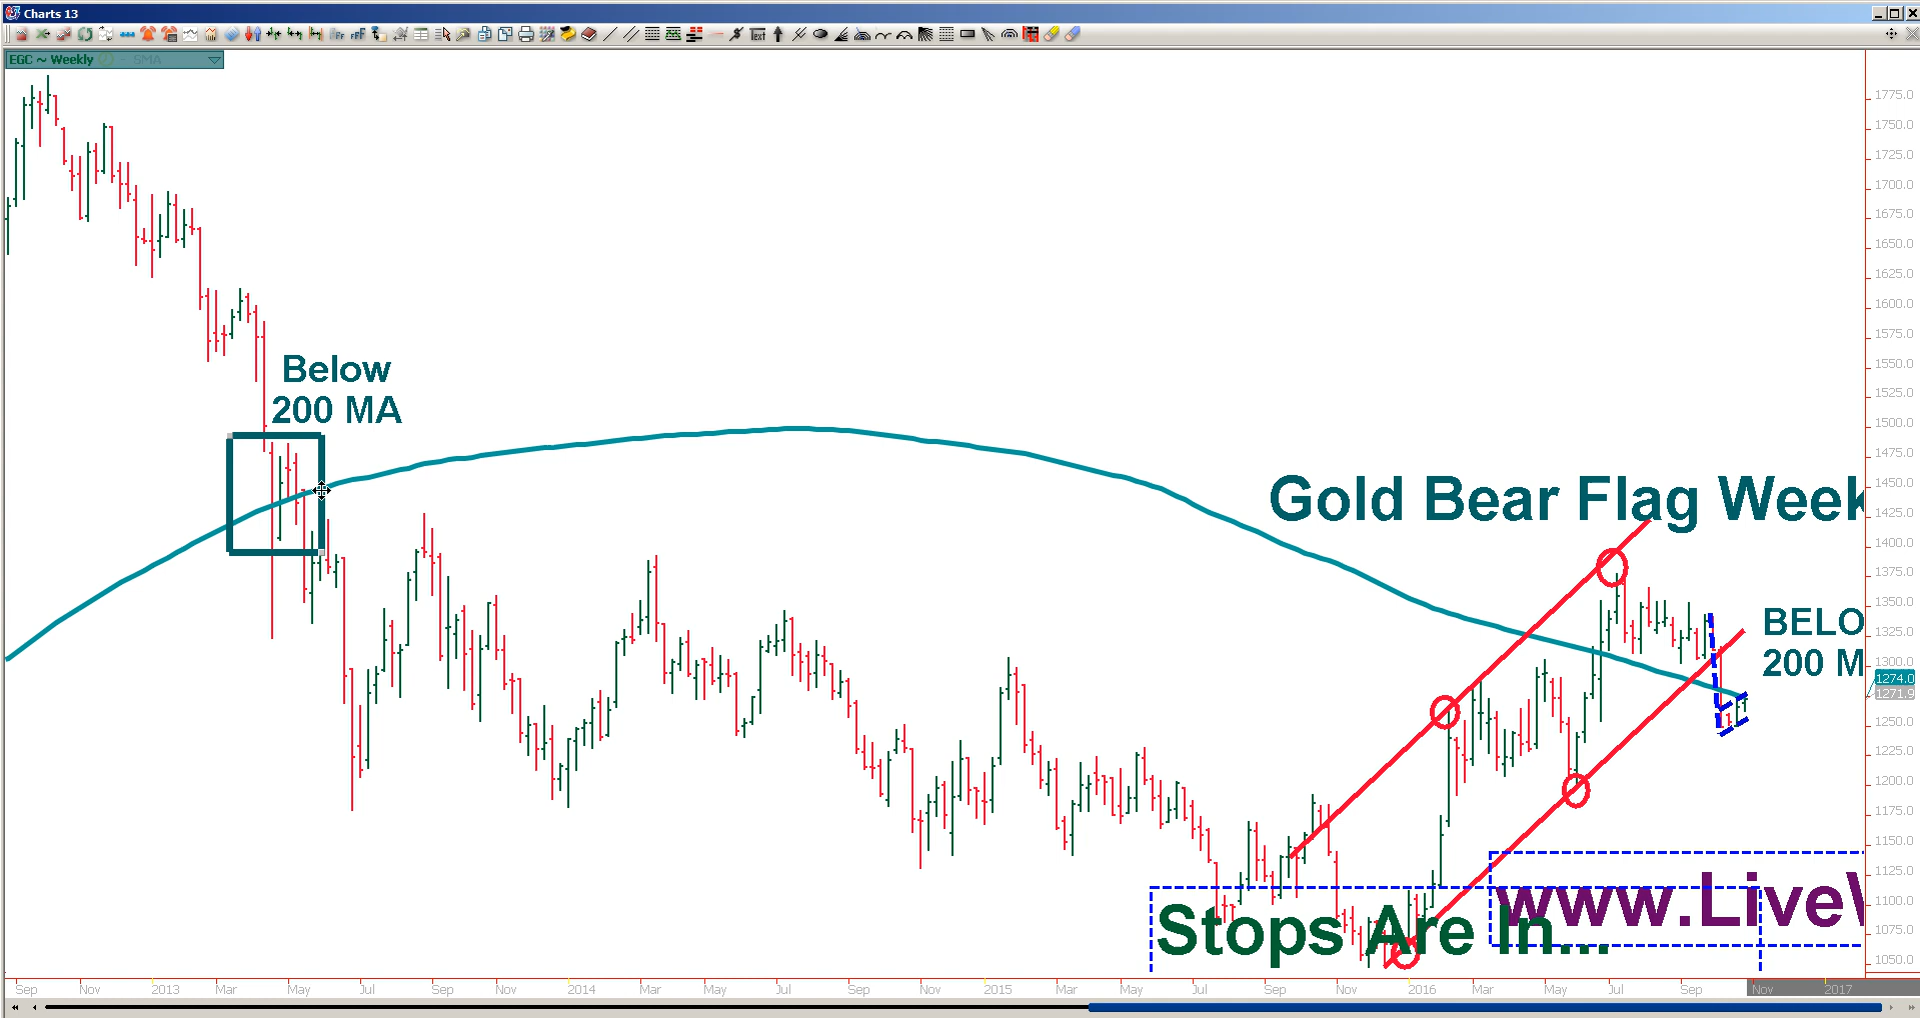 Charts 13
EGC ~ Weekly
SMA
Below
200 MA
Gold Bear Flag Week
BELO
200 M
www.LiveW
Stops Are In...
1775.0
1750.0
1725.0
1700.0
1675.0
1650.0
1625.0
1600.0
1575.0
1550.0
1525.0
1500.0
1475.0
1450.0
1425.0
1400.0
1375.0
1350.0
1325.0
1300.0
1274.0
1271.9
1250.0
1225.0
1200.0
1175.0
1150.0
1125.0
1100.0
1075.0
1050.0
Sep Nov 2013 Mar May Jul Sep Nov 2014 Mar May Jul Sep Nov 2015 Mar May Jul Sep Nov 2016 Mar May Jul Sep Nov 2017